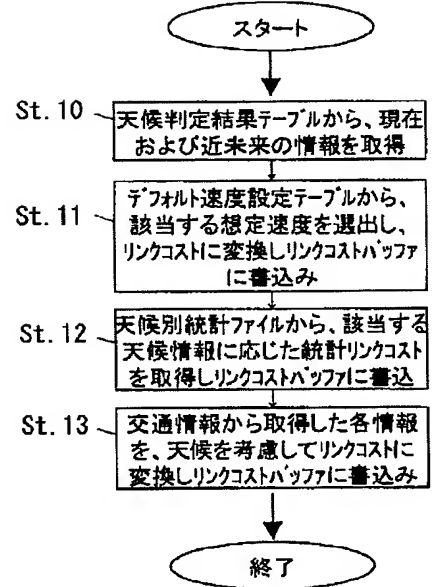 スタート
St. 10
天候判定結果テーブルから、現在
および近未来の情報を取得
St. 11
デフォルト速度設定テーブルから、
該当する想定速度を選出し、
リンクコストに変換しリンクコストバッファ
に書込み
St. 12
天候別統計ファイルから、該当する
天候情報に応じた統計リンクコスト
を取得しリンクコストバッファに書込
St. 13
交通情報から取得した各情報
を、天候を考慮してリンクコストに
変換しリンクコストバッファに書込み
終了